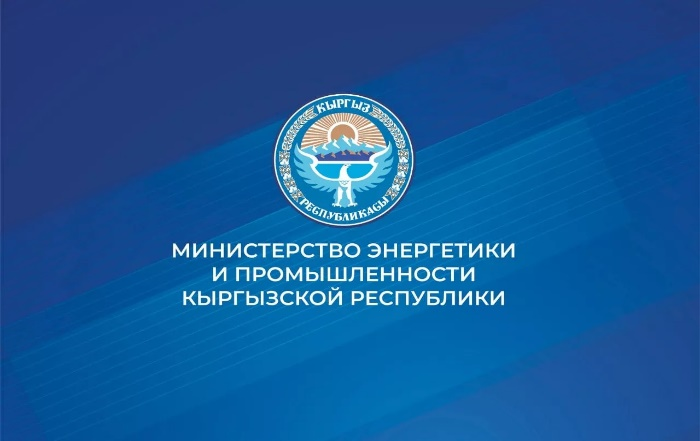 КЫРГЫЗ
РЕСПУБЛИКАСЫ
МИНИСТЕРСТВО ЭНЕРГЕТИКИ
И ПРОМЫШЛЕННОСТИ
КЫРГЫЗСКОЙ РЕСПУБЛИКИ